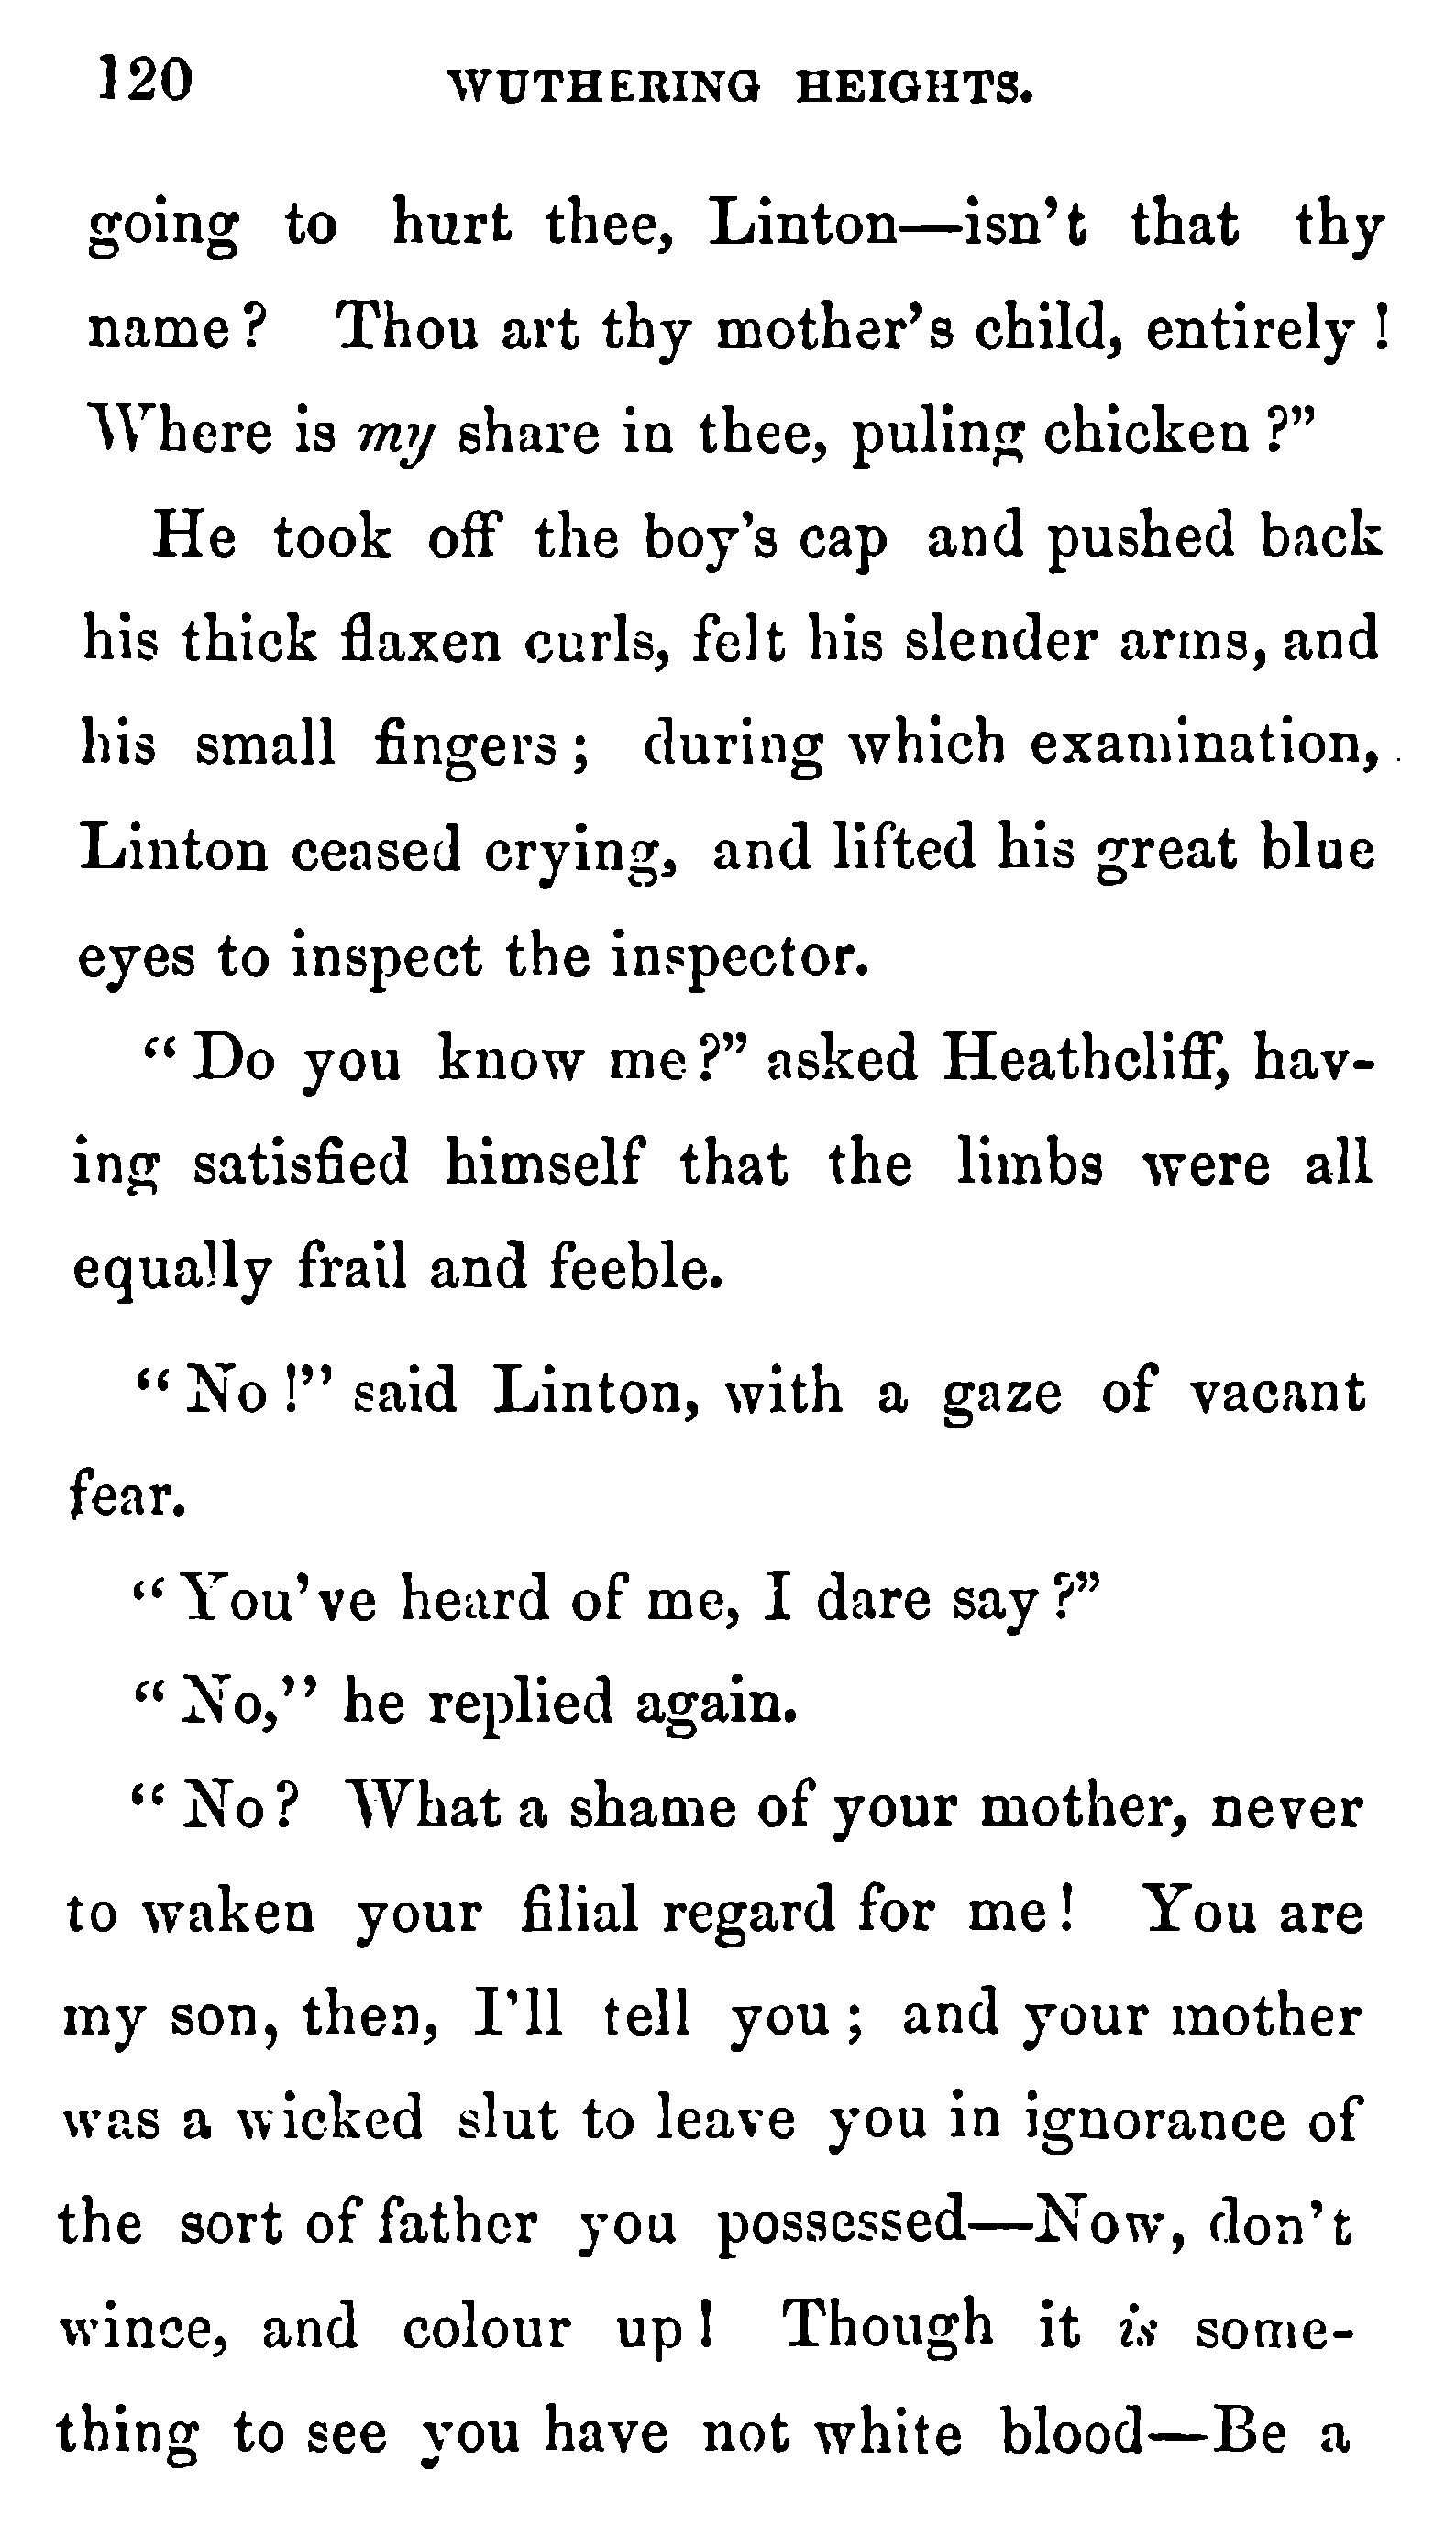 120 WUTHERING HEIGHTS.
going to hurt thee, Linton—isn't that thy
name? Thou art thy mother's child, entirely!
Where is my share in thee, puling chicken?"
He took off the boy's cap and pushed back
his thick flaxen curls, felt his slender arms, and
his small fingers; during which examination,
Linton ceased crying, and lifted his great blue
eyes to inspect the inspector.
"Do you know me?" asked Heathcliff, hav-
ing satisfied himself that the limbs were all
equally frail and feeble.
"No!" said Linton, with a gaze of vacant
fear.
"You've heard of me, I dare say?"
"No," he replied again.
"No? What a shame of your mother, never
to waken your filial regard for me! You are
my son, then, I'll tell you; and your mother
was a wicked slut to leave you in ignorance of
the sort of father you possessed—Now, don't
wince, and colour up! Though it is some-
thing to see you have not white blood—Be a